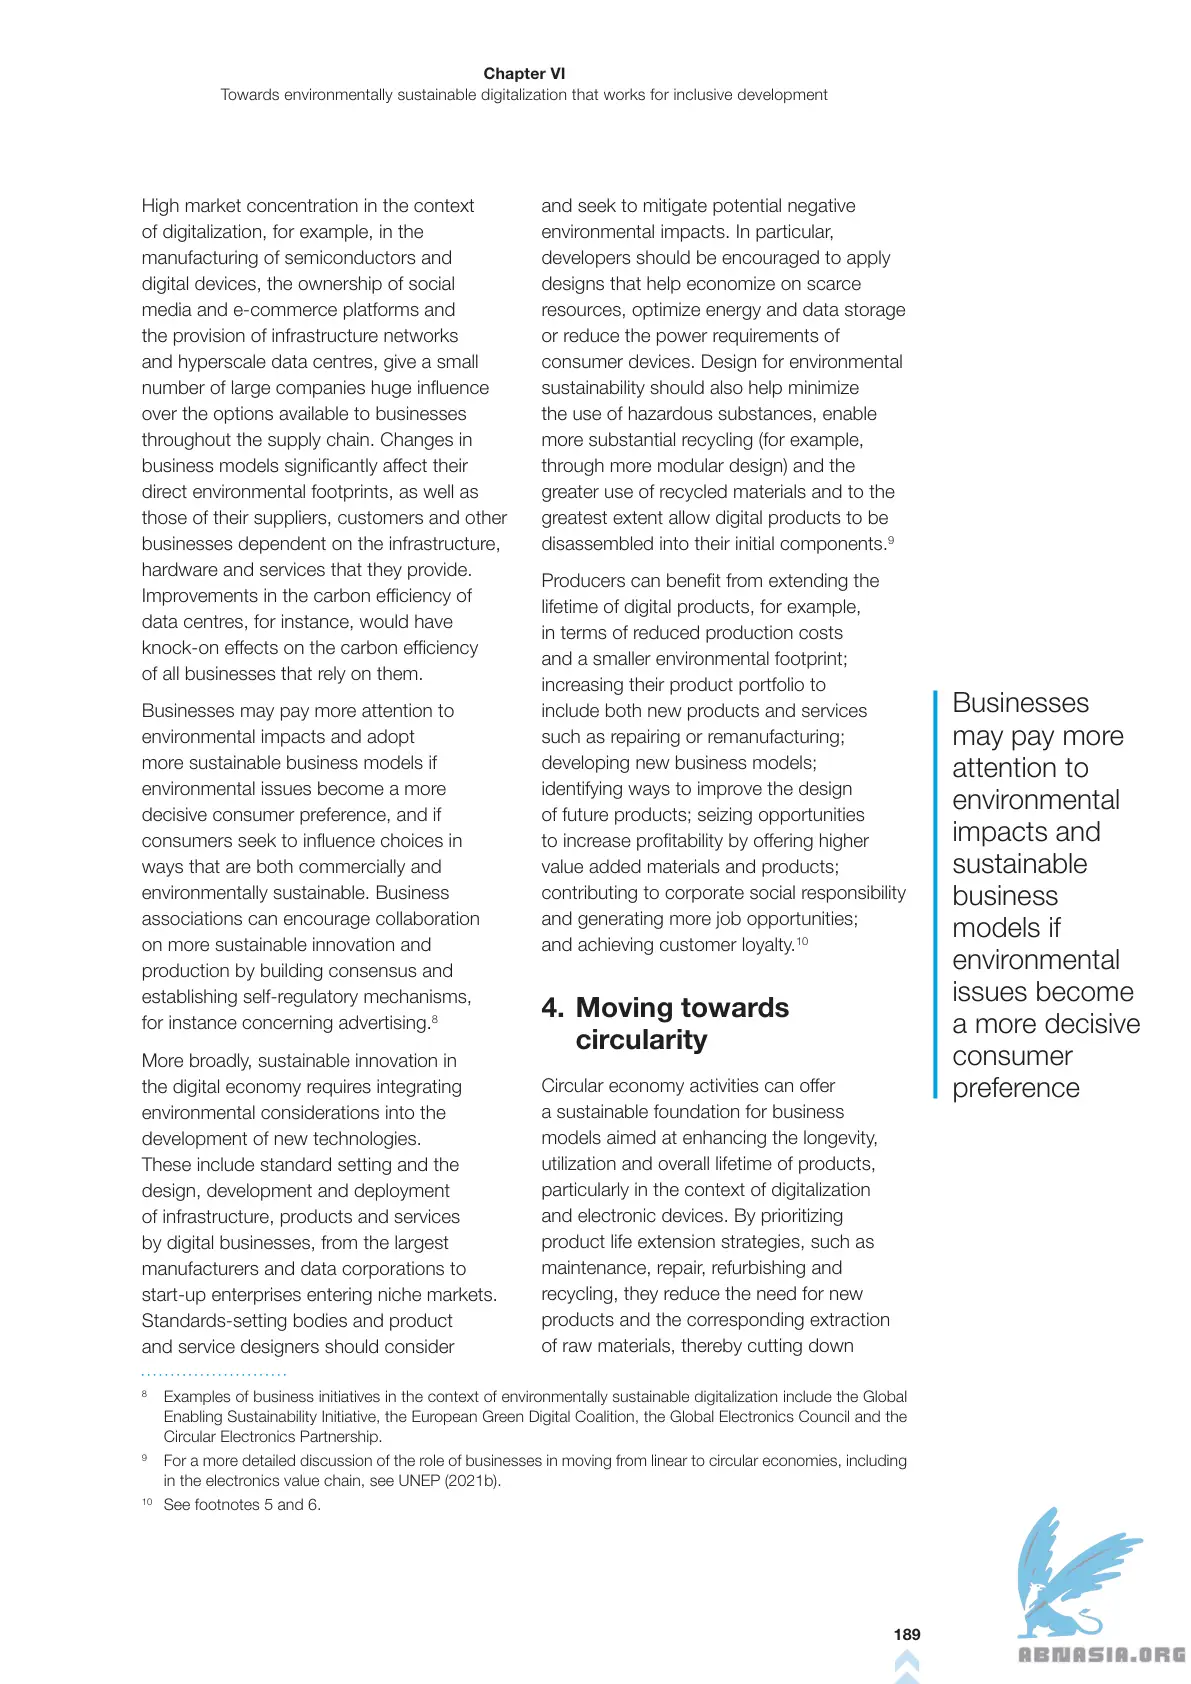 Chapter VI
Towards environmentally sustainable digitalization that works for inclusive development
High market concentration in the context
of digitalization, for example, in the
manufacturing of semiconductors and
digital devices, the ownership of social
media and e-commerce platforms and
the provision of infrastructure networks
and hyperscale data centres, give a small
number of large companies huge influence
over the options available to businesses
throughout the supply chain. Changes in
business models significantly affect their
direct environmental footprints, as well as
those of their suppliers, customers and other
businesses dependent on the infrastructure,
hardware and services that they provide.
Improvements in the carbon efficiency of
data centres, for instance, would have
knock-on effects on the carbon efficiency
of all businesses that rely on them.
Businesses may pay more attention to
environmental impacts and adopt
more sustainable business models if
environmental issues become a more
decisive consumer preference, and if
consumers seek to influence choices in
ways that are both commercially and
environmentally sustainable. Business
associations can encourage collaboration
on more sustainable innovation and
production by building consensus and
establishing self-regulatory mechanisms,
for instance concerning advertising.8
More broadly, sustainable innovation in
the digital economy requires integrating
environmental considerations into the
development of new technologies.
These include standard setting and the
design, development and deployment
of infrastructure, products and services
by digital businesses, from the largest
manufacturers and data corporations to
start-up enterprises entering niche markets.
Standards-setting bodies and product
and service designers should consider
and seek to mitigate potential negative
environmental impacts. In particular,
developers should be encouraged to apply
designs that help economize on scarce
resources, optimize energy and data storage
or reduce the power requirements of
consumer devices. Design for environmental
sustainability should also help minimize
the use of hazardous substances, enable
more substantial recycling (for example,
through more modular design) and the
greater use of recycled materials and to the
greatest extent allow digital products to be
disassembled into their initial components.9
Producers can benefit from extending the
lifetime of digital products, for example,
in terms of reduced production costs
and a smaller environmental footprint;
increasing their product portfolio to
include both new products and services
such as repairing or remanufacturing;
developing new business models;
identifying ways to improve the design
of future products; seizing opportunities
to increase profitability by offering higher
value added materials and products;
contributing to corporate social responsibility
and generating more job opportunities;
and achieving customer loyalty.10
4. Moving towards
circularity
Circular economy activities can offer
a sustainable foundation for business
models aimed at enhancing the longevity,
utilization and overall lifetime of products,
particularly in the context of digitalization
and electronic devices. By prioritizing
product life extension strategies, such as
maintenance, repair, refurbishing and
recycling, they reduce the need for new
products and the corresponding extraction
of raw materials, thereby cutting down
Businesses
may pay more
attention to
environmental
impacts and
sustainable
business
models if
environmental
issues become
a more decisive
consumer
preference
8 Examples of business initiatives in the context of environmentally sustainable digitalization include the Global
Enabling Sustainability Initiative, the European Green Digital Coalition, the Global Electronics Council and the
Circular Electronics Partnership.
9 For a more detailed discussion of the role of businesses in moving from linear to circular economies, including
in the electronics value chain, see UNEP (2021b).
10 See footnotes 5 and 6.
189
ABNASIA.ORG